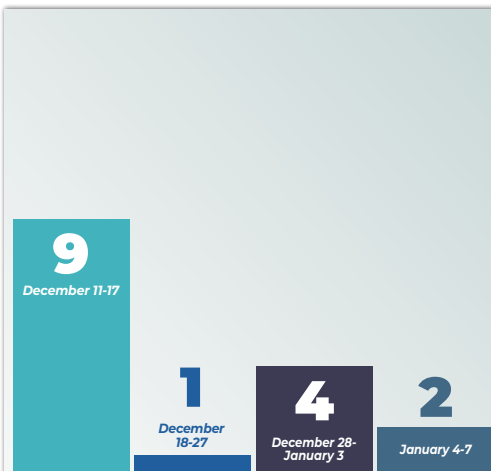 9
December 11-17
1
December
18-27
4
December 28-
January 3
2
January 4-7